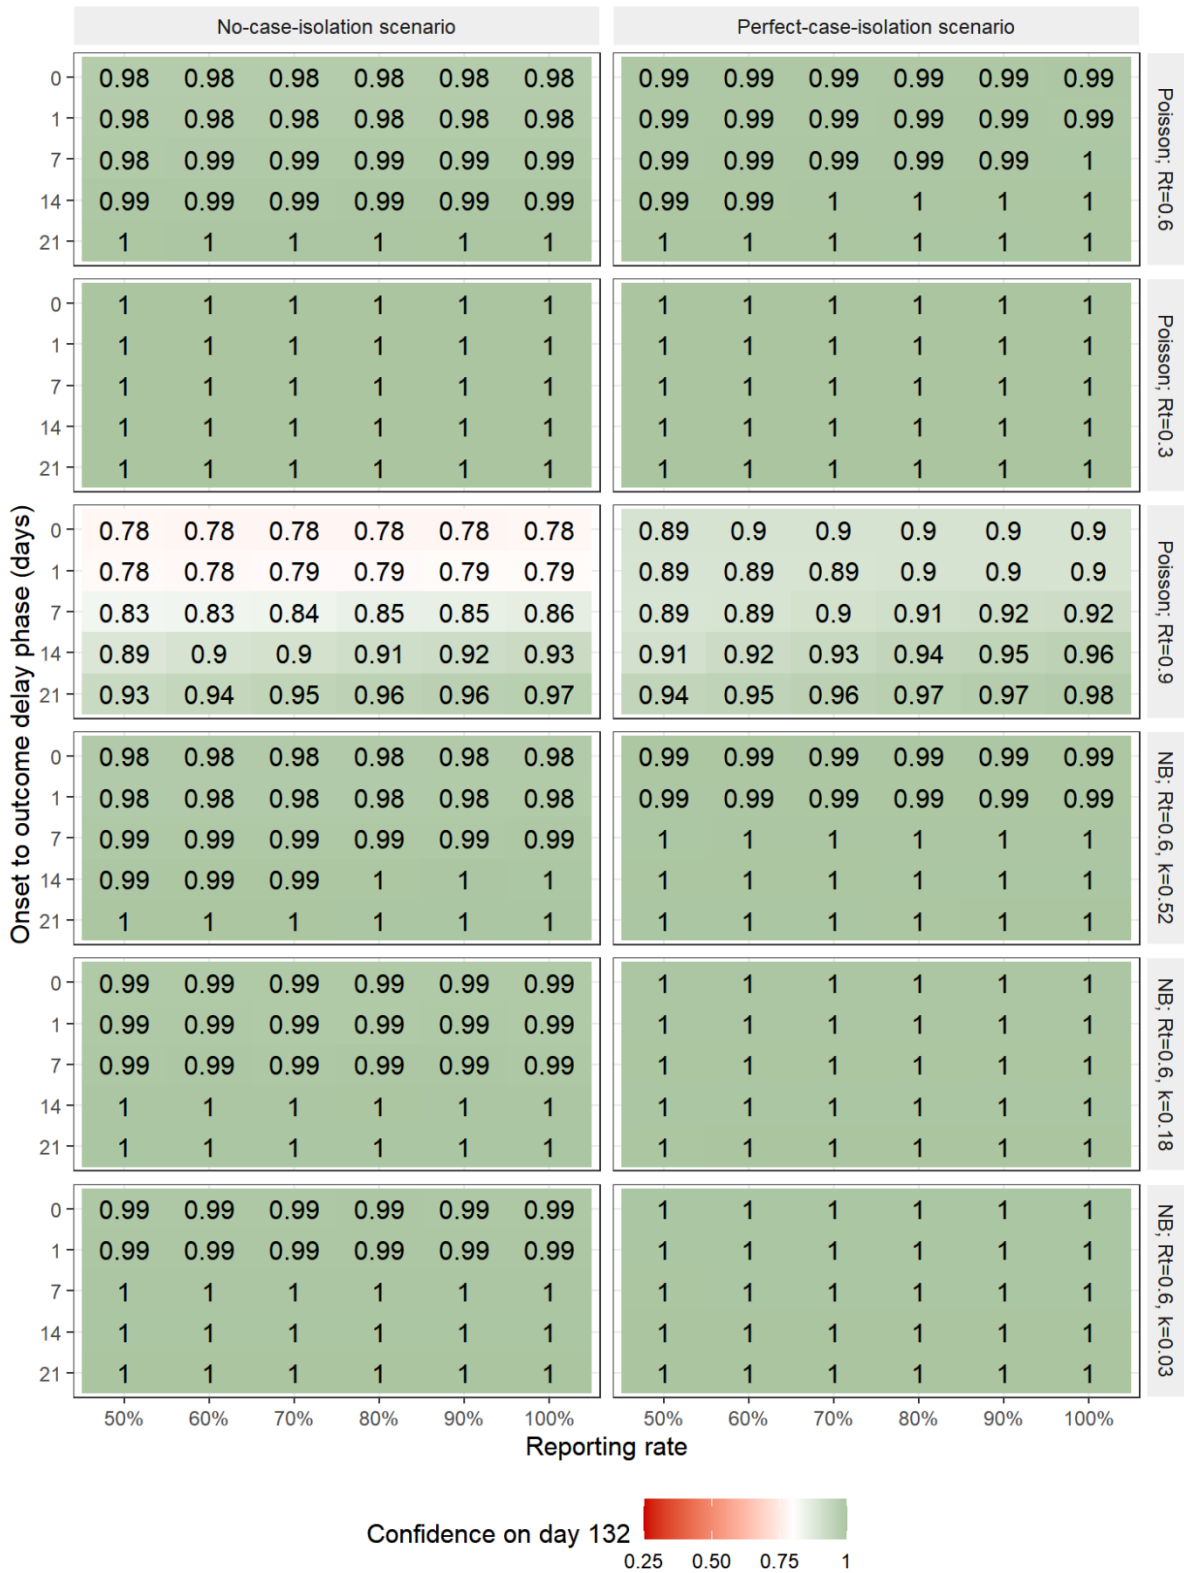 No-case-isolation scenario Perfect-case-isolation scenario
0 0.98 0.98 0.98 0.98 0.98 0.98 0.99 0.99 0.99 0.99 0.99 0.99
1 0.98 0.98 0.98 0.98 0.98 0.98 0.99 0.99 0.99 0.99 0.99 0.99
7 0.98 0.99 0.99 0.99 0.99 0.99 0.99 0.99 0.99 0.99 0.99 1
14 0.99 0.99 0.99 0.99 0.99 0.99 0.99 0.99 1 1 1 1
21 1 1 1 1 1 1 1 1 1 1 1 1
Poisson; Rt=0.6
0 1 1 1 1 1 1 1 1 1 1 1 1
1 1 1 1 1 1 1 1 1 1 1 1 1
7 1 1 1 1 1 1 1 1 1 1 1 1
14 1 1 1 1 1 1 1 1 1 1 1 1
21 1 1 1 1 1 1 1 1 1 1 1 1
Poisson; Rt=0.3
0 0.78 0.78 0.78 0.78 0.78 0.78 0.89 0.9 0.9 0.9 0.9 0.9
1 0.78 0.78 0.79 0.79 0.79 0.79 0.89 0.89 0.89 0.9 0.9 0.9
7 0.83 0.83 0.84 0.85 0.85 0.86 0.89 0.89 0.9 0.91 0.92 0.92
14 0.89 0.9 0.9 0.91 0.92 0.93 0.91 0.92 0.93 0.94 0.95 0.96
21 0.93 0.94 0.95 0.96 0.96 0.97 0.94 0.95 0.96 0.97 0.97 0.98
Poisson; Rt=0.9
0 0.98 0.98 0.98 0.98 0.98 0.98 0.99 0.99 0.99 0.99 0.99 0.99
1 0.98 0.98 0.98 0.98 0.98 0.98 0.99 0.99 0.99 0.99 0.99 0.99
7 0.99 0.99 0.99 0.99 0.99 0.99 1 1 1 1 1 1
14 0.99 0.99 0.99 1 1 1 1 1 1 1 1 1
21 1 1 1 1 1 1 1 1 1 1 1 1
NB; Rt=0.6, k=0.52
0 0.99 0.99 0.99 0.99 0.99 0.99 1 1 1 1 1 1
1 0.99 0.99 0.99 0.99 0.99 0.99 1 1 1 1 1 1
7 0.99 0.99 0.99 0.99 0.99 0.99 1 1 1 1 1 1
14 1 1 1 1 1 1 1 1 1 1 1 1
21 1 1 1 1 1 1 1 1 1 1 1 1
NB; Rt=0.6, k=0.18
0 0.99 0.99 0.99 0.99 0.99 0.99 1 1 1 1 1 1
1 0.99 0.99 0.99 0.99 0.99 0.99 1 1 1 1 1 1
7 1 1 1 1 1 1 1 1 1 1 1 1
14 1 1 1 1 1 1 1 1 1 1 1 1
21 1 1 1 1 1 1 1 1 1 1 1 1
NB; Rt=0.6, k=0.03
Onset to outcome delay phase (days)
50% 60% 70% 80% 90% 100% 50% 60% 70% 80% 90% 100%
Reporting rate
Confidence on day 132
0.25 0.50 0.75 1